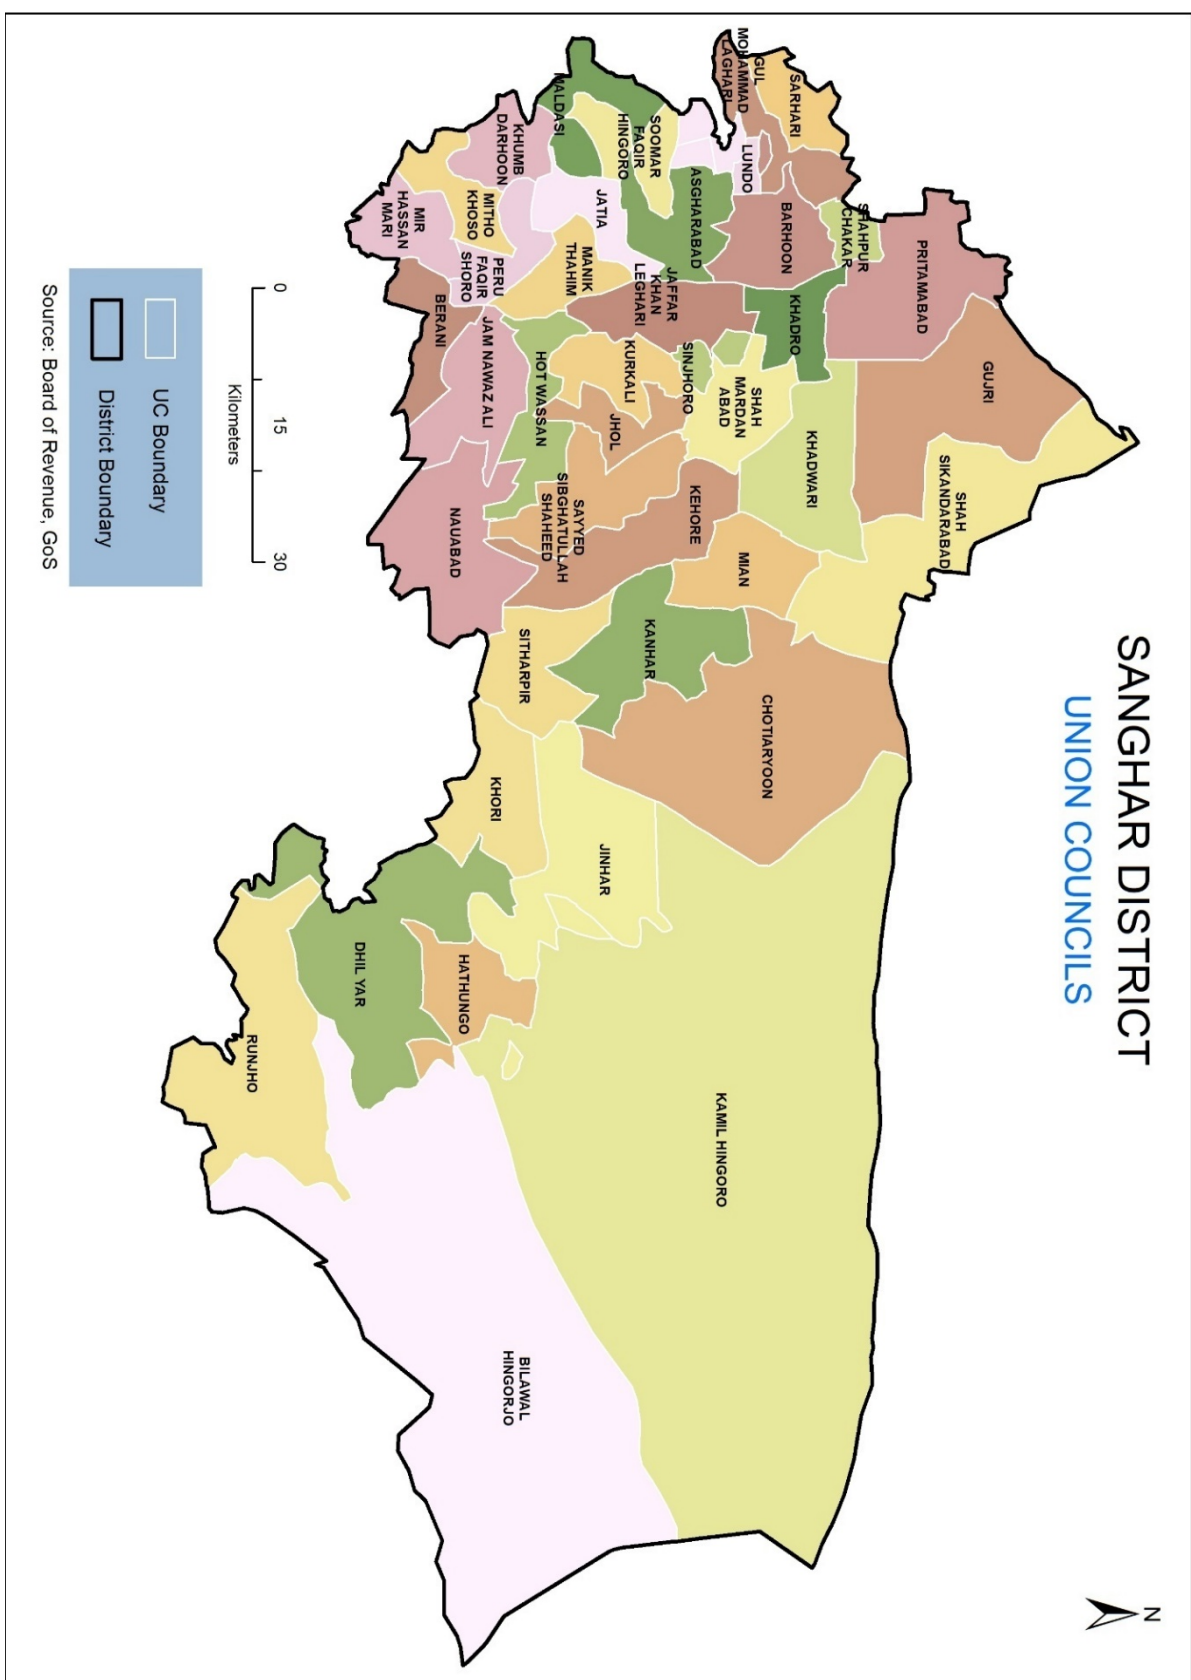 SANGHAR DISTRICT
UNION COUNCILS
N
SARHARI
GUL
MOHAMMAD
LAGHARI
LUNDO
SHAHPUR
CHAKAR
PRITAMABAD
GUJRI
SHAH
SIKANDARABAD
BARHOON
KHADRO
KHADWARI
ASGHARABAD
SOOMAR
FAQIR
HINGORO
MALDASI
JATIA
JAFFAR
KHAN
LEGHARI
SINJHORO
SHAH
MARDAN
ABAD
KURKALI
JHOL
KEHORE
MIAN
MANIK
THAHIM
KHUMB
DARHOON
MITHO
KHOSO
MIR
HASSAN
MARI
PERU
FAQIR
SHORO
BERANI
JAM NAWAZ ALI
HOT WASSAN
SAYYED
SIBGHATULLAH
SHAHEED
NAUABAD
KANHAR
SITHARPIR
CHOTIARYOON
KHORI
JINHAR
HATHUNGO
DHIL YAR
RUNJHO
KAMIL HINGORO
BILAWAL
HINGORJO
0 15 30
Kilometers
UC Boundary
District Boundary
Source: Board of Revenue, GoS